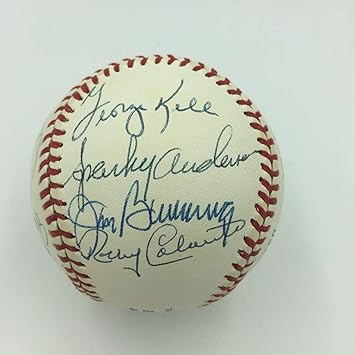 George Kell
Sparky Anderson
Jim Bunning
Rocky Colavito